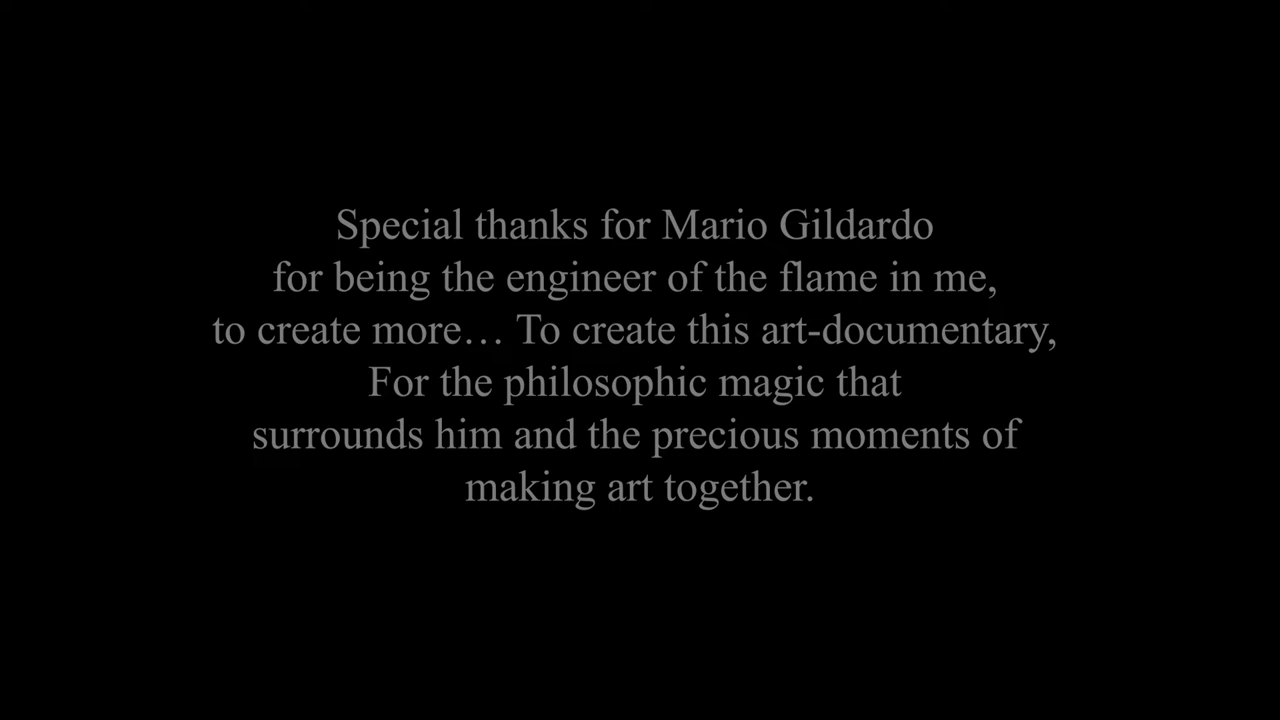 Special thanks for Mario Gildardo
for being the engineer of the flame in me,
to create more… To create this art-documentary,
For the philosophic magic that
surrounds him and the precious moments of
making art together.